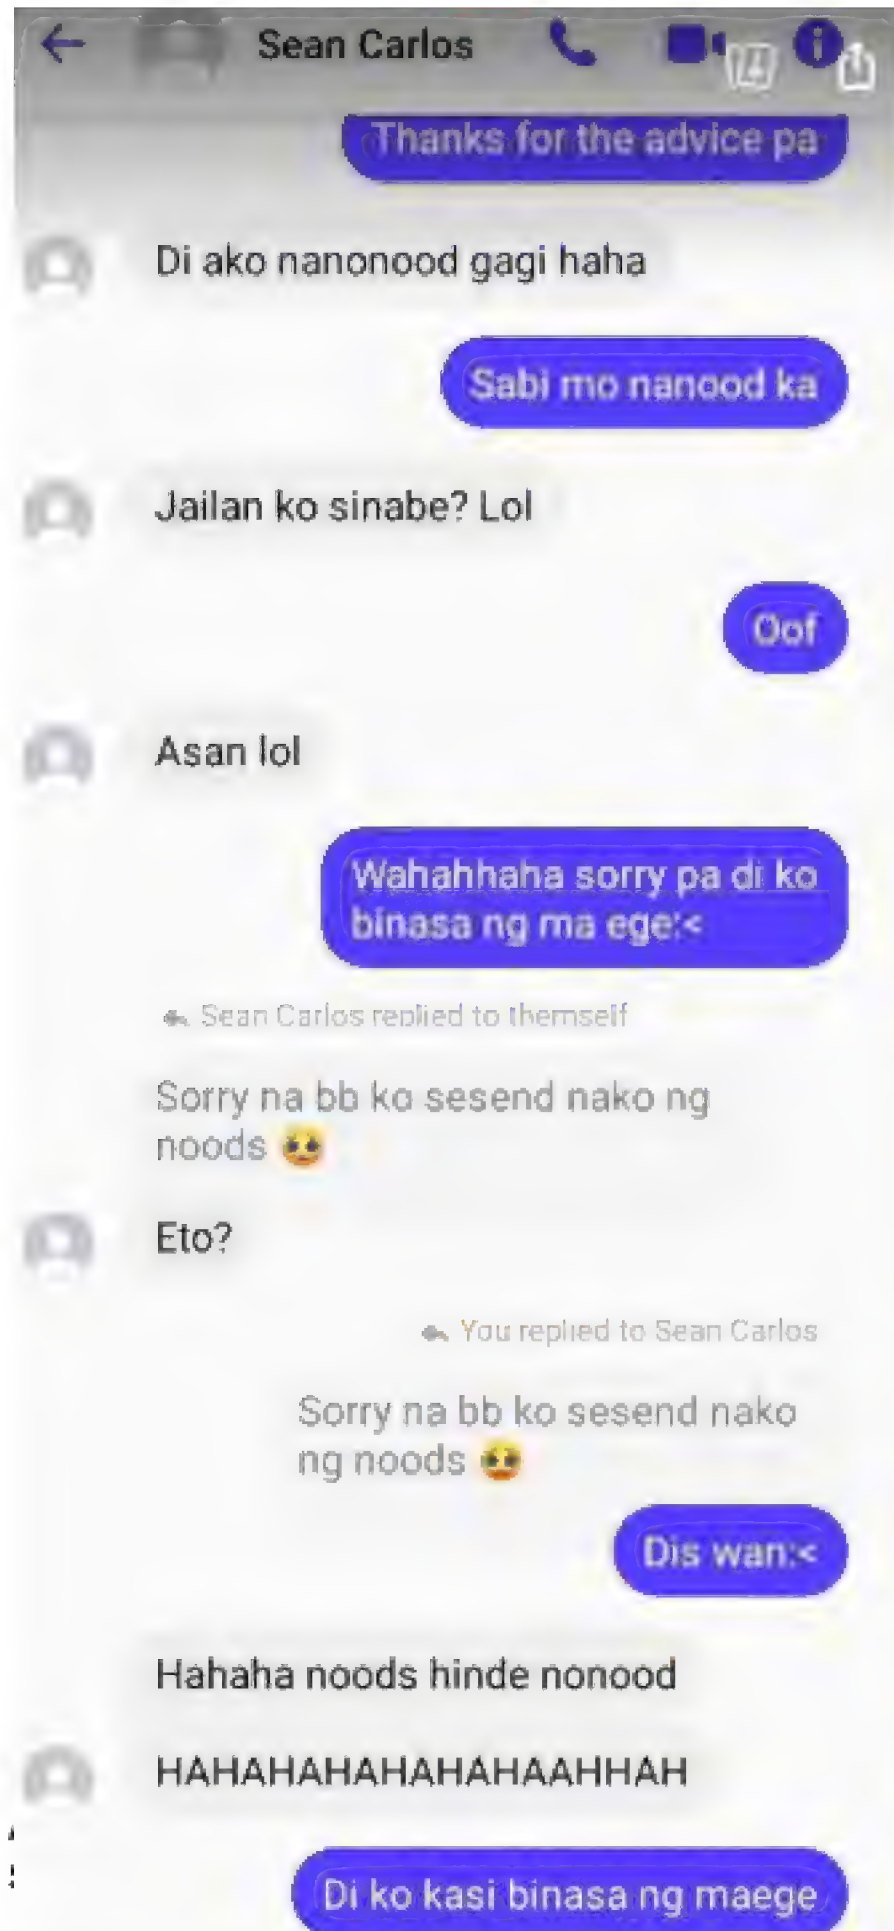 Sean Carlos
Thanks for the advice pa
Di ako nanonood gagi haha
Sabi mo nanood ka
Jailan ko sinabe? Lol
Oof
Asan lol
Wahahhaha sorry pa di ko
binasa ng ma ege:<
Sean Carlos replied to themself
Sorry na bb ko sesend nako ng
noods
Eto?
You replied to Sean Carlos
Sorry na bb ko sesend nako
ng noods
Dis wan:<
Hahaha noods hinde nonood
HAHAHAHAHAHAHAAHHAH
Di ko kasi binasa ng maege